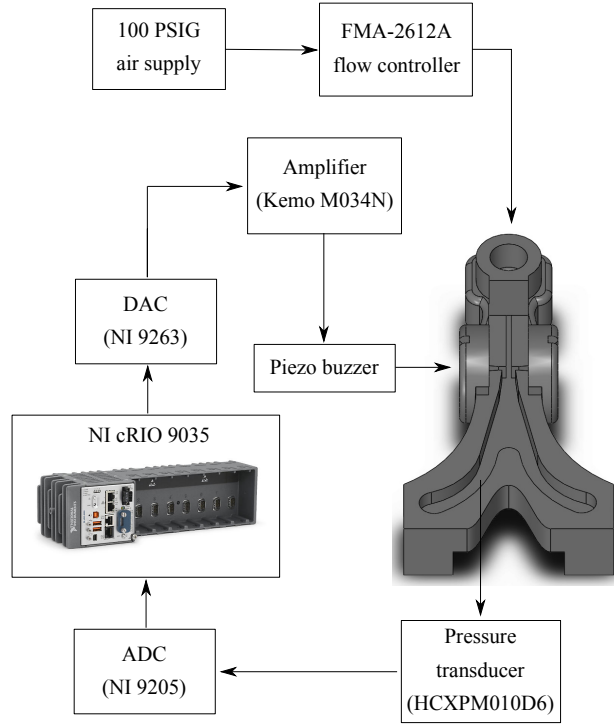 100 PSIG
air supply
FMA-2612A
flow controller
Amplifier
(Kemo M034N)
DAC
(NI 9263)
Piezo buzzer
NI cRIO 9035
ADC
(NI 9205)
Pressure
transducer
(HCXPM010D6)